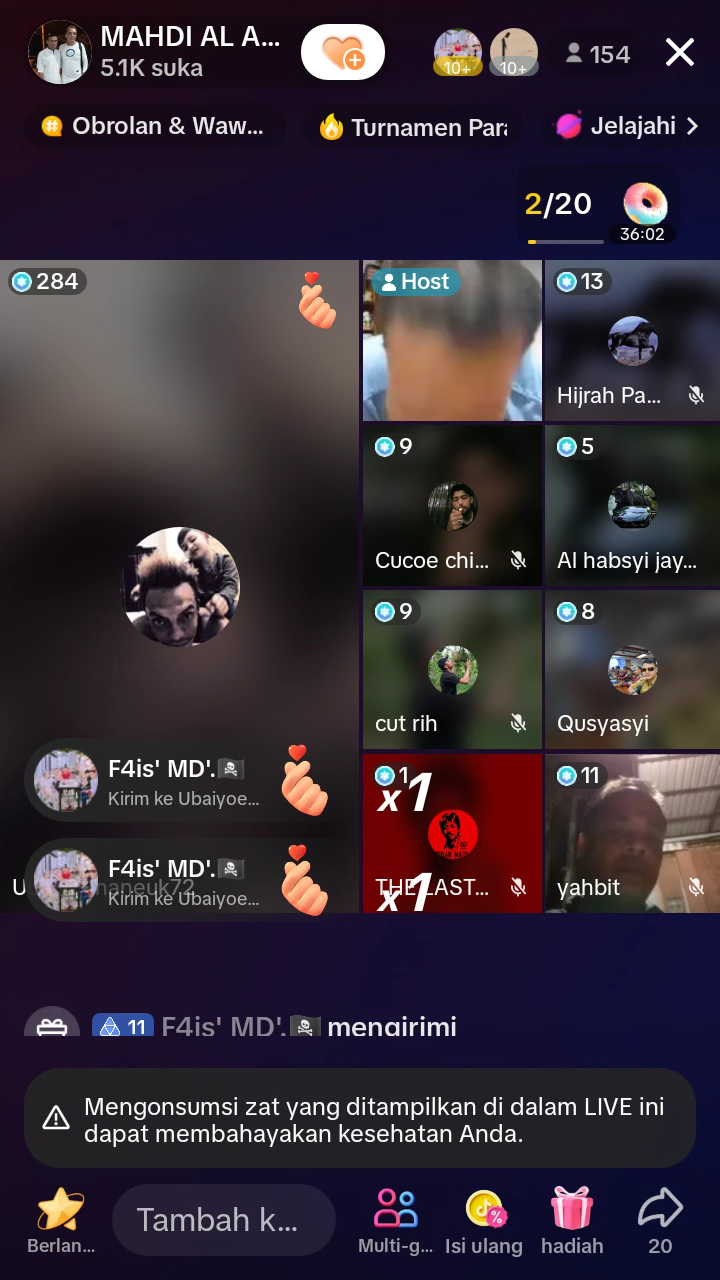 MAHDI AL A...
5.1K suka
10+
10+
154
Obrolan & Waw...
Turnamen Par
Jelajahi
2/20
36:02
284
Host
13
Hijrah Pa...
9
Cucoe chi...
5
Al habsyi jay...
9
cut rih
8
Qusyasyi
F4is' MD'.
Kirim ke Ubaiyoe...
F4is' MD'.
Kirim ke Ubaiyoe...
1
x1
THE LAST...
x1
11
yahbit
11 F4is' MD'. mengirimi
Mengonsumsi zat yang ditampilkan di dalam LIVE ini
dapat membahayakan kesehatan Anda.
Berlan...
Tambah k...
Multi-g...
Isi ulang
hadiah
20